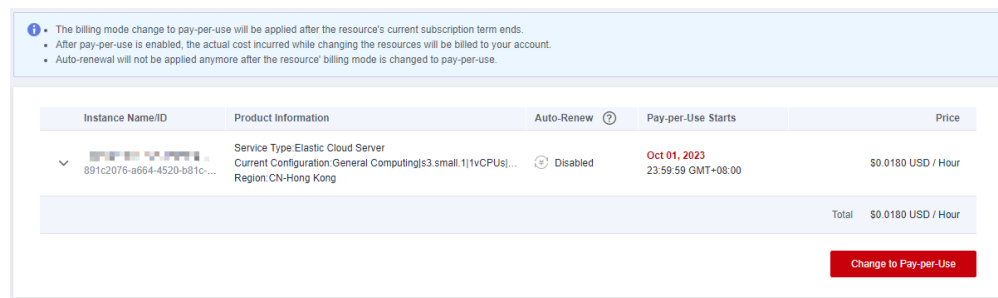 The billing mode change to pay-per-use will be applied after the resource's current subscription term ends.
After pay-per-use is enabled, the actual cost incurred while changing the resources will be billed to your account.
Auto-renewal will not be applied anymore after the resource' billing mode is changed to pay-per-use.
Instance Name/ID Product Information Auto-Renew ? Pay-per-Use Starts Price
Service Type:Elastic Cloud Server
Current Configuration:General Computing|s3.small.1|1vCPUs|...
Region:CN-Hong Kong
891c2076-a664-4520-b81c-...
Disabled
Oct 01, 2023
23:59:59 GMT+08:00
$0.0180 USD / Hour
Total $0.0180 USD / Hour
Change to Pay-per-Use